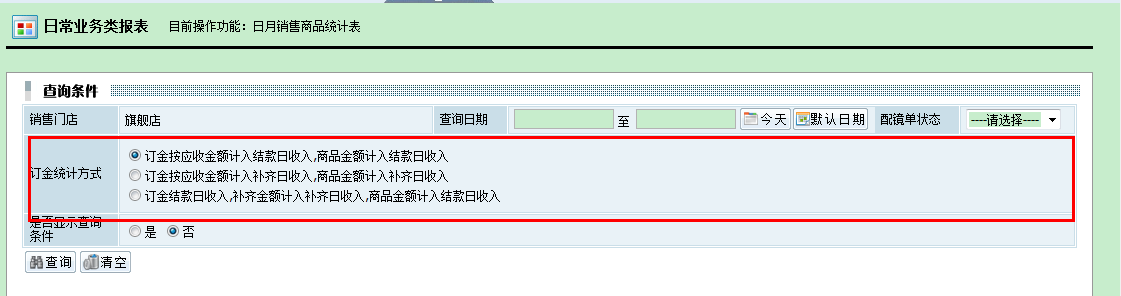 日常业务类报表 目前操作功能：日月销售商品统计表
查询条件
销售门店 旗舰店 查询日期 至 今天 默认日期 配镜单状态 ----请选择----
订金统计方式
订金按应收金额计入结款日收入,商品金额计入结款日收入
订金按应收金额计入补齐日收入,商品金额计入补齐日收入
订金结款日收入,补齐金额计入补齐日收入,商品金额计入结款日收入
是否显示查询
条件
是 否
查询 清空